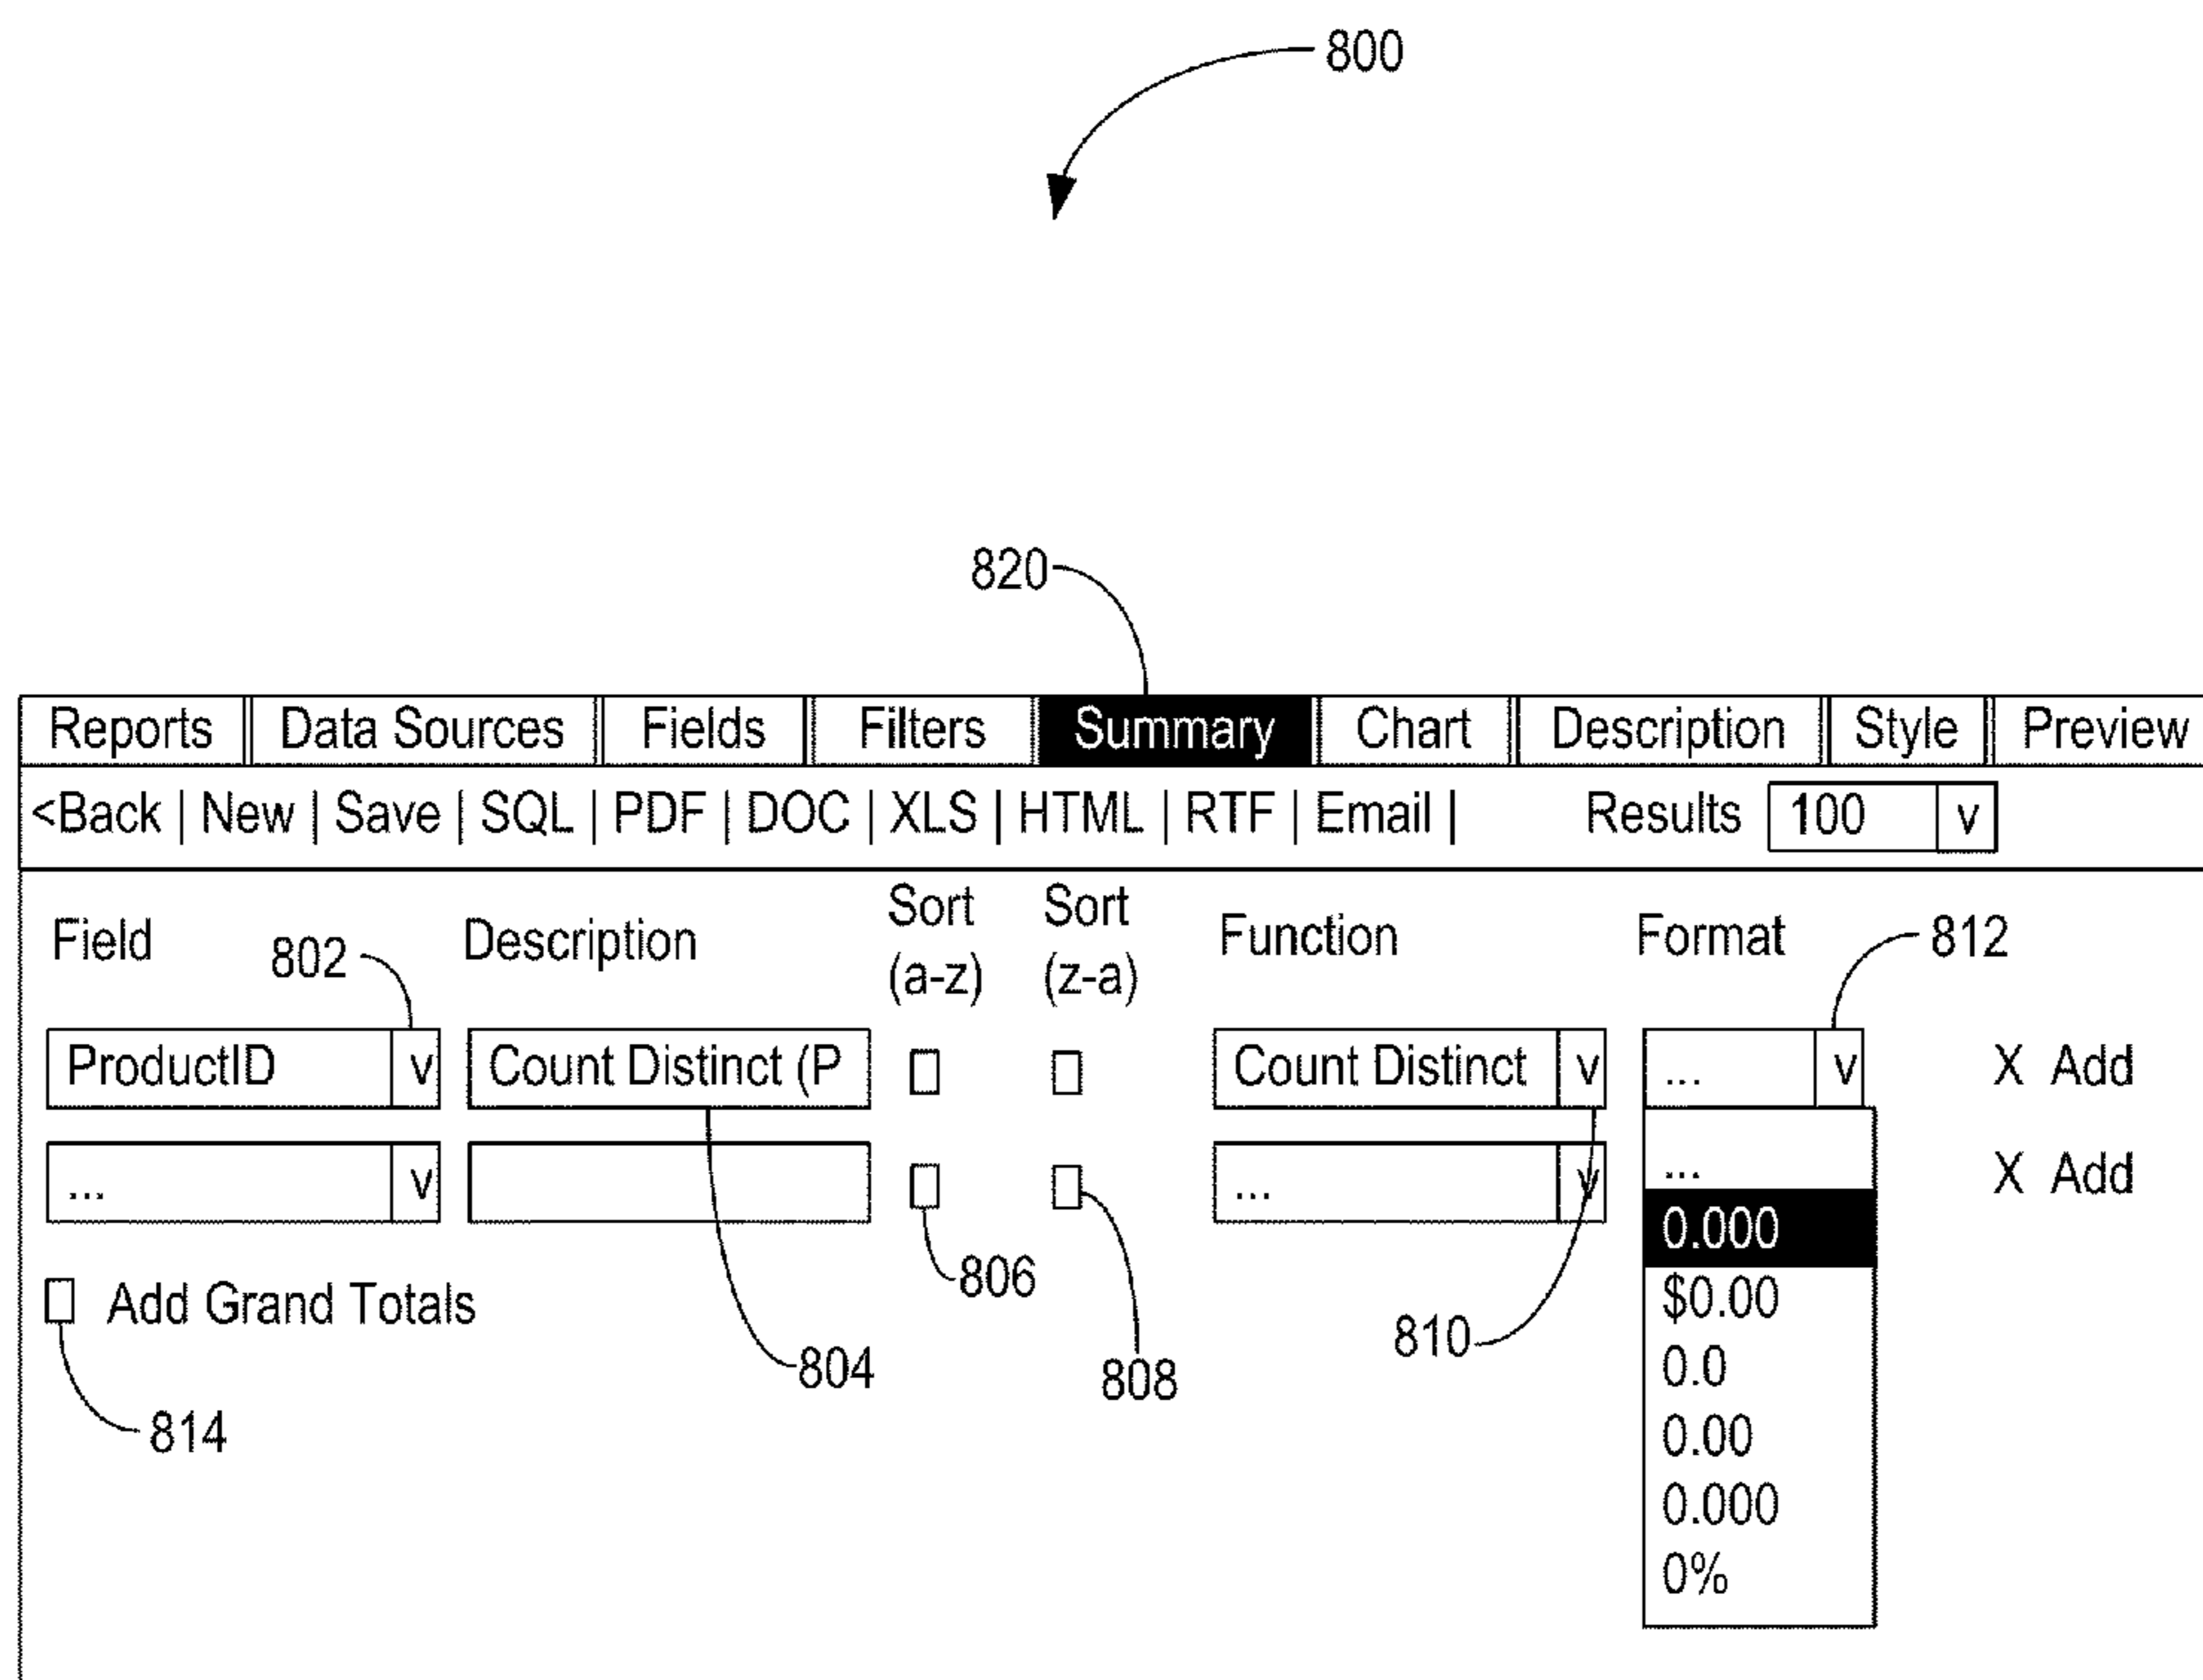 800
820
Reports Data Sources Fields Filters Summary Chart Description Style Preview
<Back | New | Save | SQL | PDF | DOC | XLS | HTML | RTF | Email | Results 100 v
Field 802 Description Sort (a-z) Sort (z-a) Function Format 812
ProductID v Count Distinct (P Count Distinct v ... v X Add
... v ... v ... X Add
0.000
Add Grand Totals 806 $0.00
804 808 810 0.0
814 0.00
0.000
0%